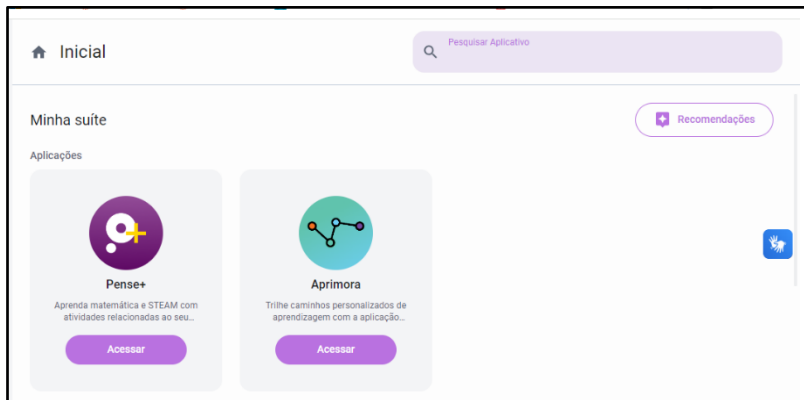 Inicial
Pesquisar Aplicativo
Minha suíte
Recomendações
Aplicações
Pense+
Aprenda matemática e STEAM com
atividades relacionadas ao seu...
Acessar
Aprimora
Trilhe caminhos personalizados de
aprendizagem com a aplicação...
Acessar